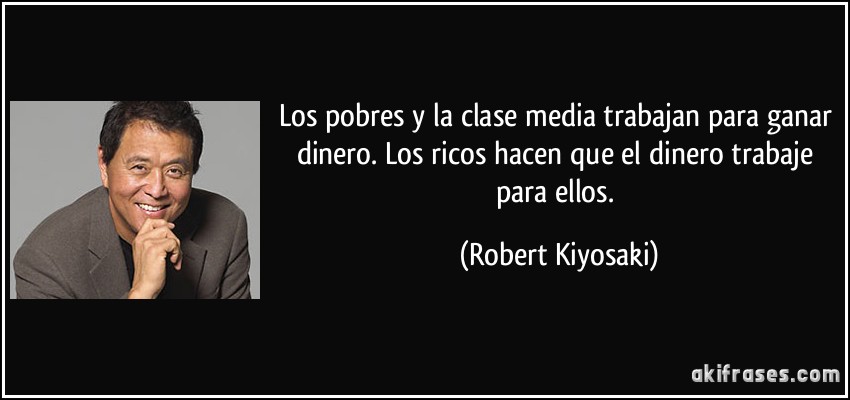 Los pobres y la clase media trabajan para ganar
dinero. Los ricos hacen que el dinero trabaje
para ellos.
(Robert Kiyosaki)
akifrases.com